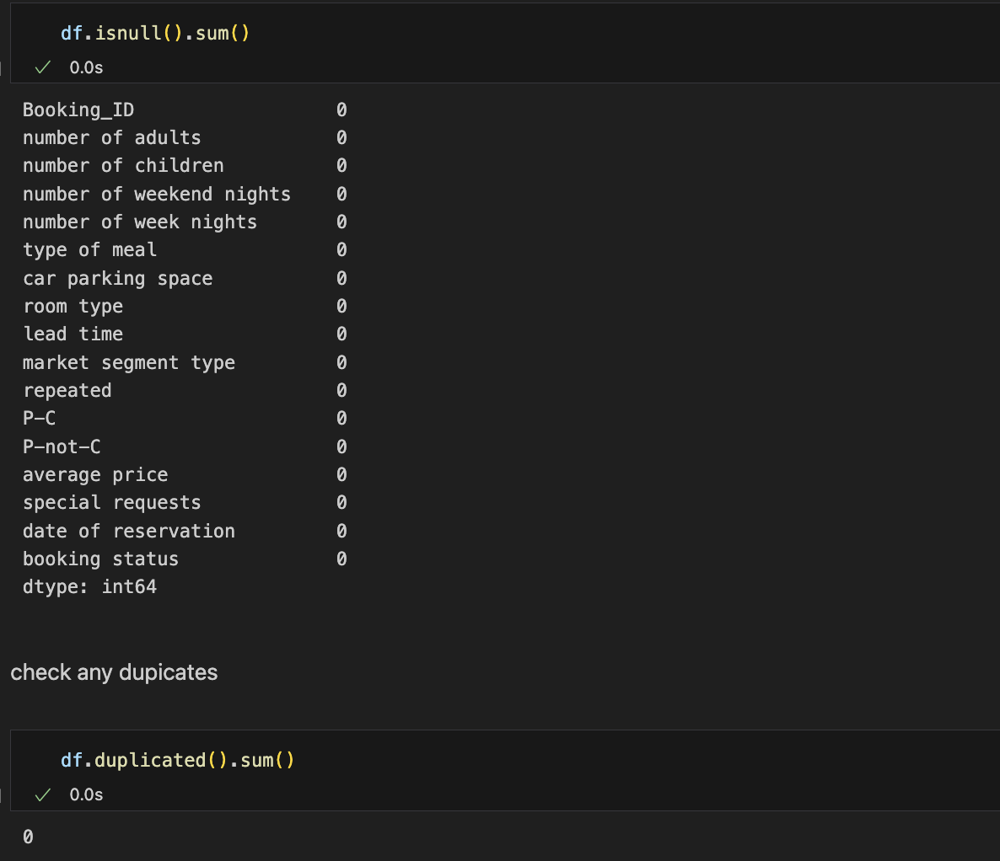 df.isnull().sum()
0.0s
Booking_ID 0
number of adults 0
number of children 0
number of weekend nights 0
number of week nights 0
type of meal 0
car parking space 0
room type 0
lead time 0
market segment type 0
repeated 0
P-C 0
P-not-C 0
average price 0
special requests 0
date of reservation 0
booking status 0
dtype: int64
check any dupicates
df.duplicated().sum()
0.0s
0